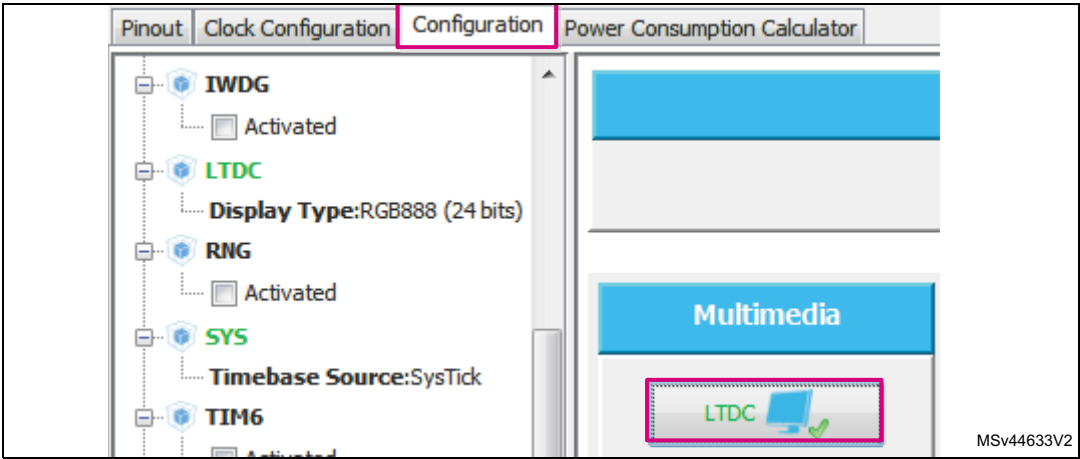 Pinout Clock Configuration Configuration Power Consumption Calculator
IWDG
Activated
LTDC
Display Type:RGB888 (24 bits)
RNG
Activated
SYS
Timebase Source:SysTick
TIM6
Activated
Multimedia
LTDC
MSv44633V2